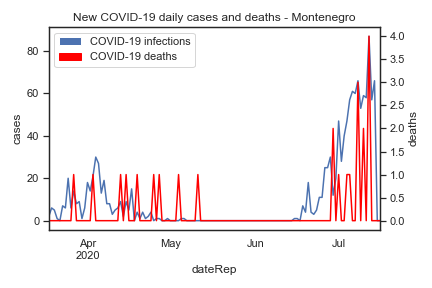 New COVID-19 daily cases and deaths - Montenegro
COVID-19 infections
COVID-19 deaths
80
60
40
20
0
cases
4.0
3.5
3.0
2.5
2.0
1.5
1.0
0.5
0.0
deaths
Apr
2020
May
Jun
Jul
dateRep